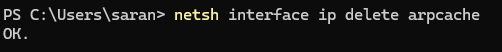 PS C:\Users\saran> netsh interface ip delete arpcache
OK.